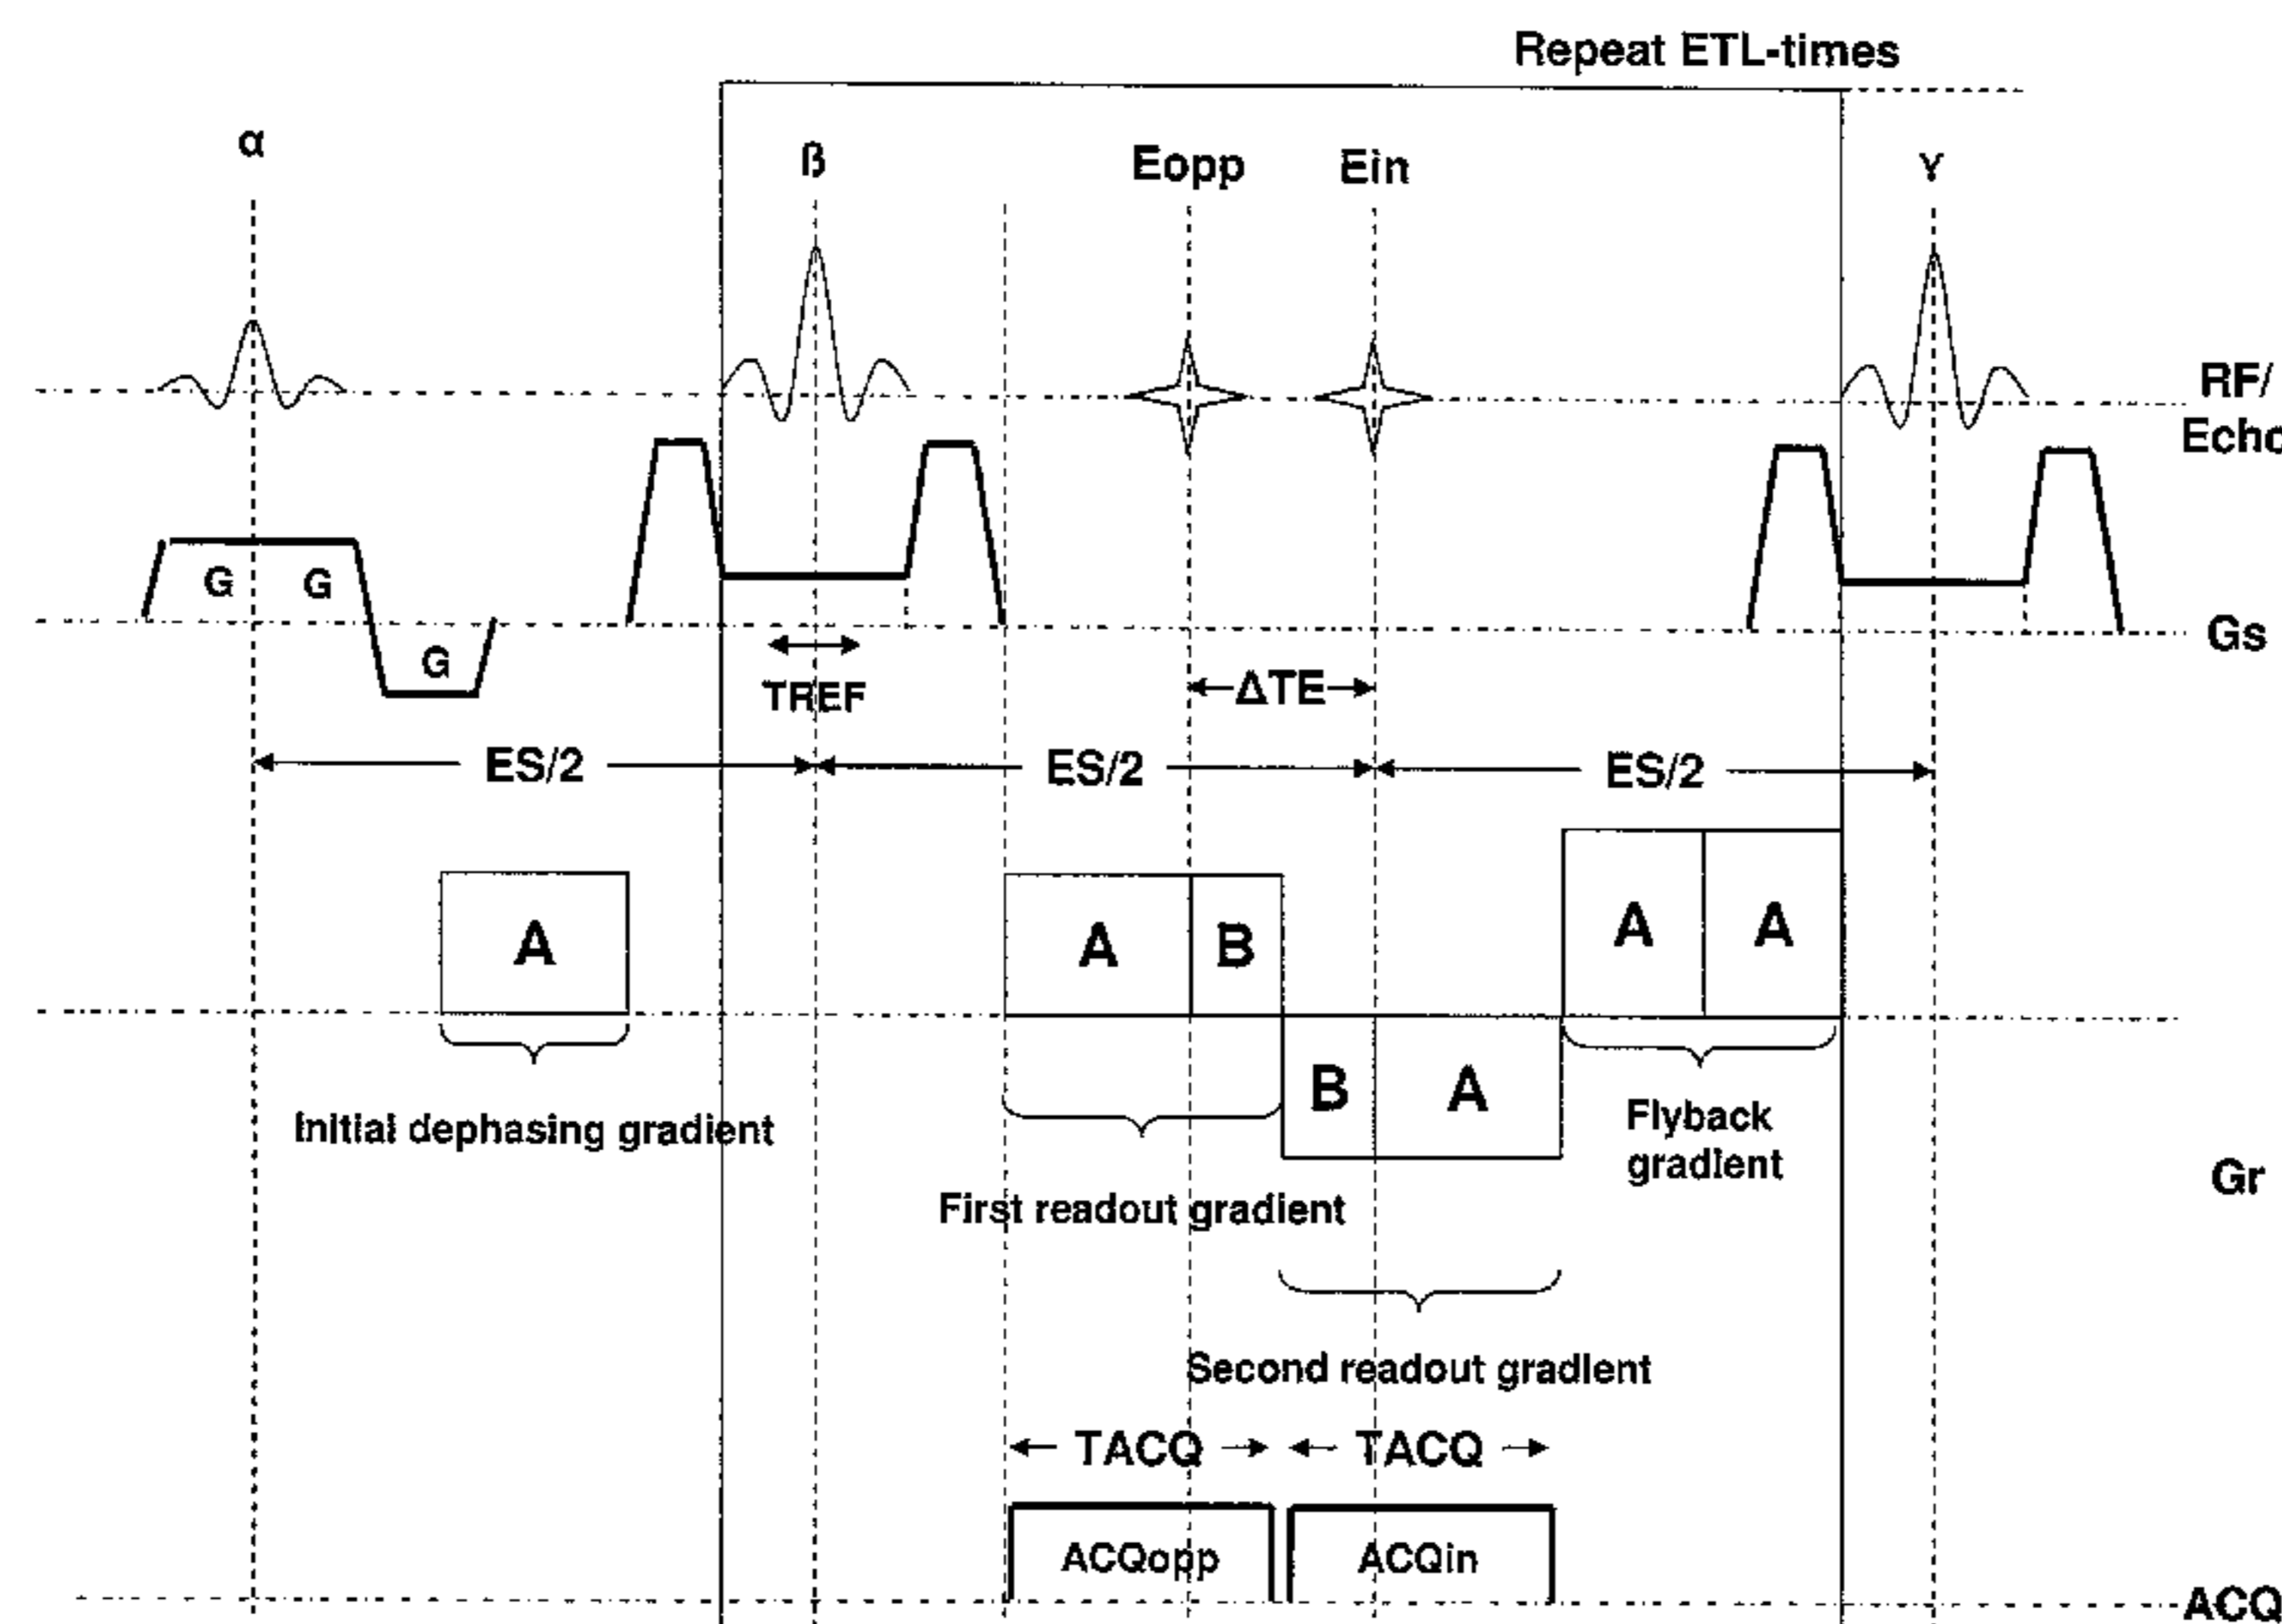 Repeat ETL-times
α
ß
Eopp
Ein
γ
RF/
Echo
G
G
G
Gs
TREF
ΔTE
ES/2
ES/2
ES/2
A
A
B
A
A
B
A
Initial dephasing gradient
Flyback
gradient
Gr
First readout gradient
Second readout gradient
TACQ
TACQ
ACQopp
ACQin
ACQ